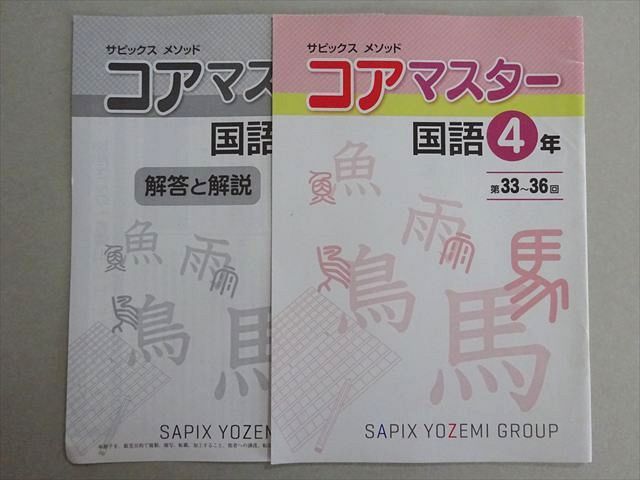 サピックス メソッド
コアマス
国語
解答と解説
魚
雨
鳥
馬
SAPIX YOZEM
サピックス メソッド
コアマスター
国語4年
第33~36回
魚
雨
鳥
馬
SAPIX YOZEMI GROUP